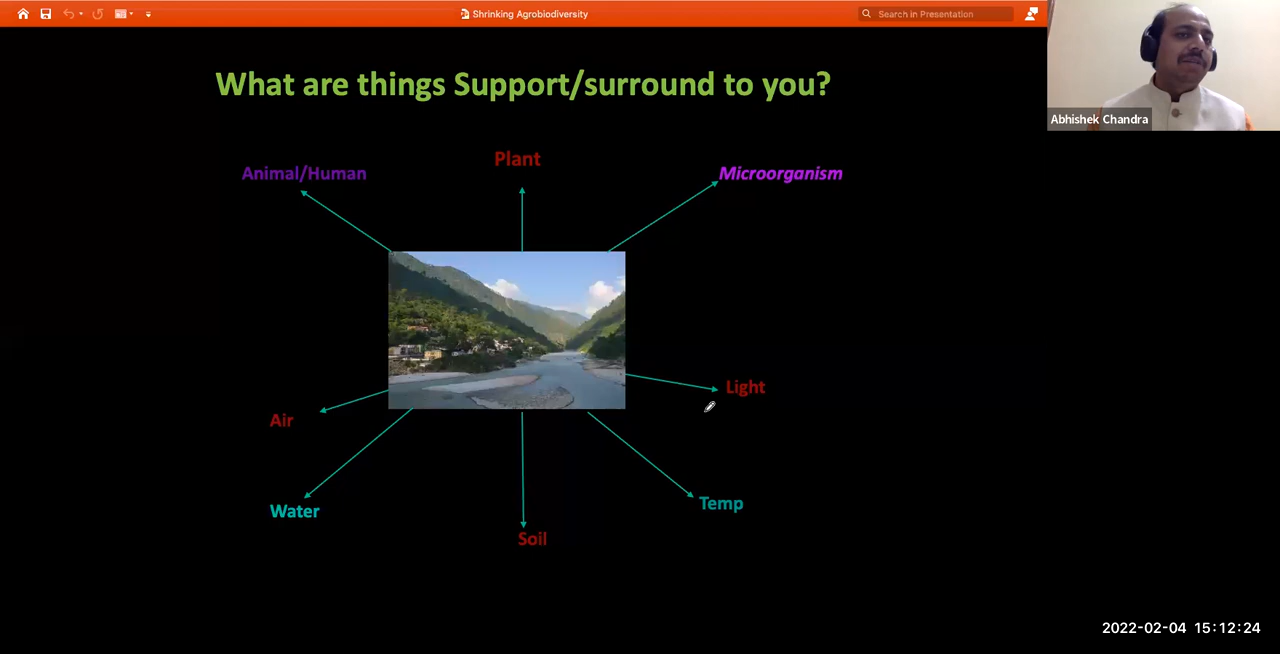 Shrinking Agrobiodiversity
Search in Presentation
What are things Support/surround to you?
Abhishek Chandra
Plant
Animal/Human
Microorganism
Light
Air
Temp
Water
Soil
2022-02-04 15:12:24